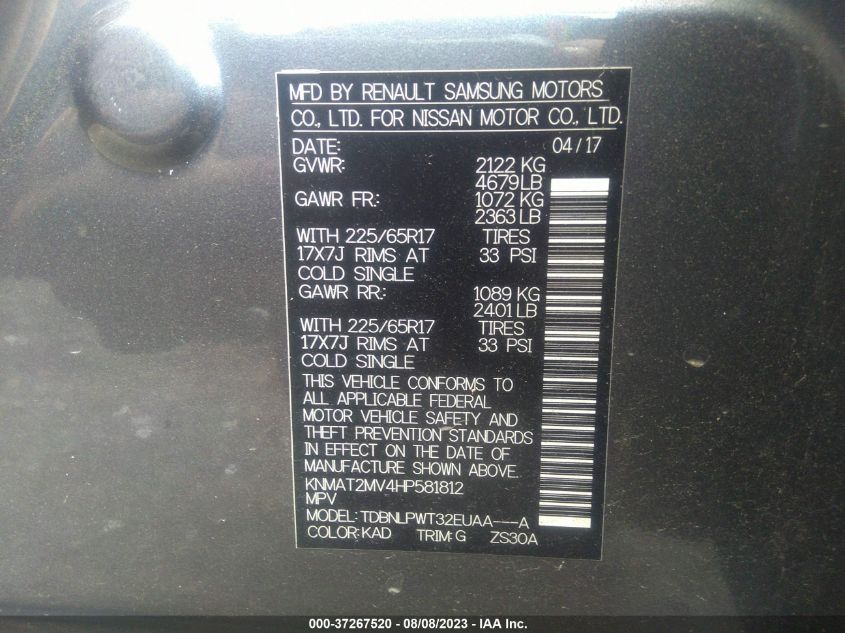 MFD BY RENAULT SAMSUNG MOTORS
CO., LTD. FOR NISSAN MOTOR CO., LTD.
DATE: 04/17
GVWR: 2122 KG
4679 LB
GAWR FR: 1072 KG
2363 LB
WITH 225/65R17 TIRES
17X7J RIMS AT 33 PSI
COLD SINGLE
GAWR RR: 1089 KG
2401 LB
WITH 225/65R17 TIRES
17X7J RIMS AT 33 PSI
COLD SINGLE
THIS VEHICLE CONFORMS TO
ALL APPLICABLE FEDERAL
MOTOR VEHICLE SAFETY AND
THEFT PREVENTION STANDARDS
IN EFFECT ON THE DATE OF
MANUFACTURE SHOWN ABOVE.
KNMAT2MV4HP581812
MPV
MODEL: TDBNLPWT32EUAA---A
COLOR: KAD TRIM: G ZS30A
000-37267520 - 08/08/2023 - IAA Inc.